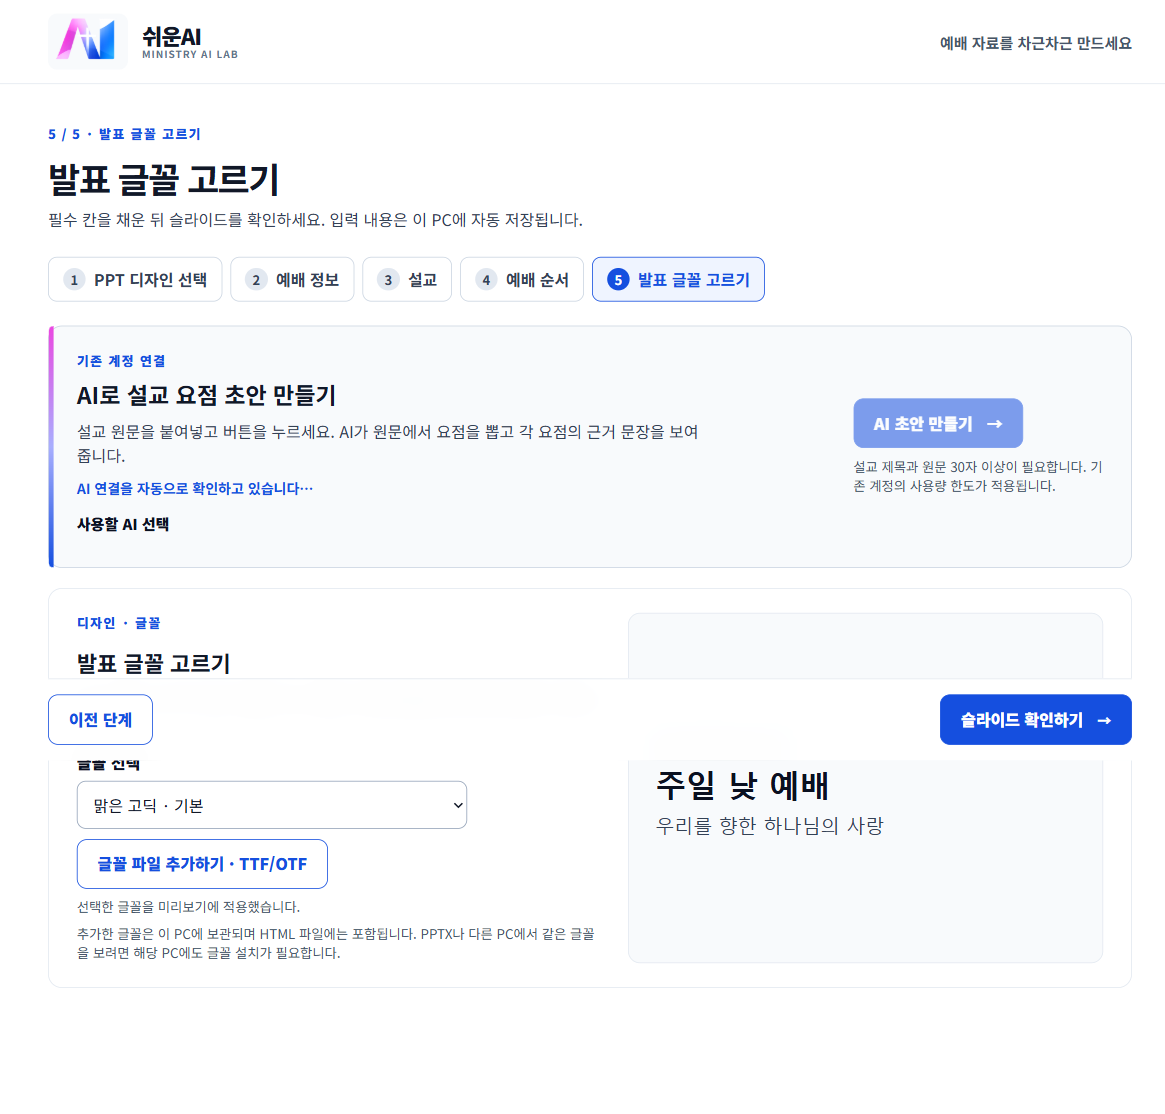 쉬운AI
MINISTRY AI LAB
예배 자료를 차근차근 만드세요
5 / 5 · 발표 글꼴 고르기
발표 글꼴 고르기
필수 칸을 채운 뒤 슬라이드를 확인하세요. 입력 내용은 이 PC에 자동 저장됩니다.
1 PPT 디자인 선택
2 예배 정보
3 설교
4 예배 순서
5 발표 글꼴 고르기
기존 계정 연결
AI로 설교 요점 초안 만들기
설교 원문을 붙여넣고 버튼을 누르세요. AI가 원문에서 요점을 뽑고 각 요점의 근거 문장을 보여
줍니다.
AI 연결을 자동으로 확인하고 있습니다…
사용할 AI 선택
AI 초안 만들기 →
설교 제목과 원문 30자 이상이 필요합니다. 기
존 계정의 사용량 한도가 적용됩니다.
디자인 · 글꼴
발표 글꼴 고르기
이전 단계
슬라이드 확인하기 →
글꼴 선택
맑은 고딕 · 기본
글꼴 파일 추가하기 · TTF/OTF
선택한 글꼴을 미리보기에 적용했습니다.
추가한 글꼴은 이 PC에 보관되며 HTML 파일에는 포함됩니다. PPTX나 다른 PC에서 같은 글꼴
을 보려면 해당 PC에도 글꼴 설치가 필요합니다.
주일 낮 예배
우리를 향한 하나님의 사랑